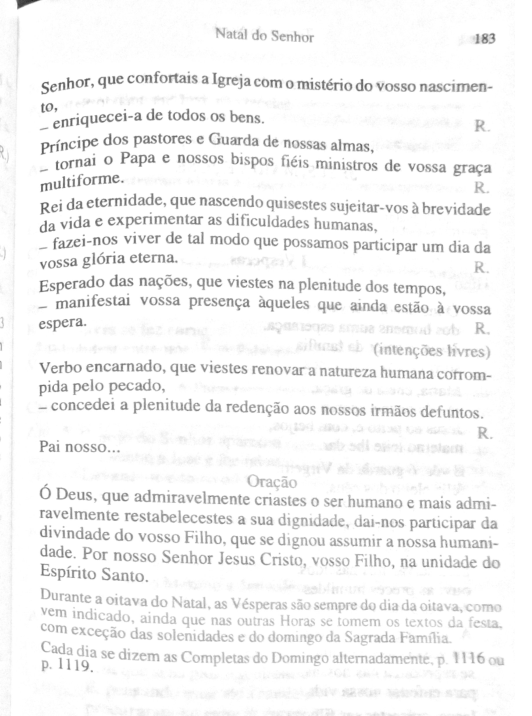 Natal do Senhor 183
Senhor, que confortais a Igreja com o mistério do vosso nascimen-
to,
– enriquecei-a de todos os bens.
R.
Príncipe dos pastores e Guarda de nossas almas,
– tornai o Papa e nossos bispos fiéis ministros de vossa graça
multiforme.
R.
Rei da eternidade, que nascendo quisestes sujeitar-vos à brevidade
da vida e experimentar as dificuldades humanas,
– fazei-nos viver de tal modo que possamos participar um dia da
vossa glória eterna.
R.
Esperado das nações, que viestes na plenitude dos tempos,
– manifestai vossa presença àqueles que ainda estão à vossa
espera.
R.
(intenções livres)
Verbo encarnado, que viestes renovar a natureza humana corrom-
pida pelo pecado,
– concedei a plenitude da redenção aos nossos irmãos defuntos.
R.
Pai nosso...
Oração
Ó Deus, que admiravelmente criastes o ser humano e mais admi-
ravelmente restabelecestes a sua dignidade, dai-nos participar da
divindade do vosso Filho, que se dignou assumir a nossa humani-
dade. Por nosso Senhor Jesus Cristo, vosso Filho, na unidade do
Espírito Santo.
Durante a oitava do Natal, as Vésperas são sempre do dia da oitava, como
vem indicado, ainda que nas outras Horas se tomem os textos da festa,
com exceção das solenidades e do domingo da Sagrada Família.
Cada dia se dizem as Completas do Domingo alternadamente, p. 1116 ou
p. 1119.